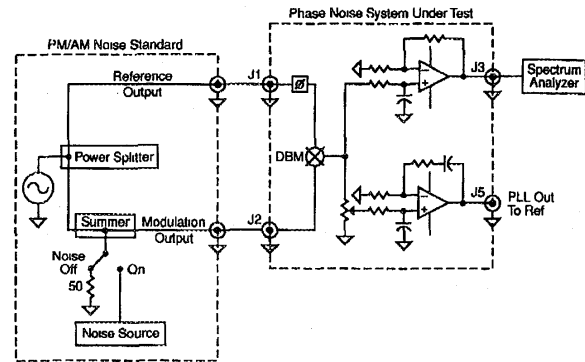 Phase Noise System Under Test
PM/AM Noise Standard
Reference
Output
J1
ø
J3
Spectrum
Analyzer
Power Splitter
DBM
Summer
Modulation
Output
J2
J5
PLL Out
To Ref
Noise
Off
On
50
Noise Source